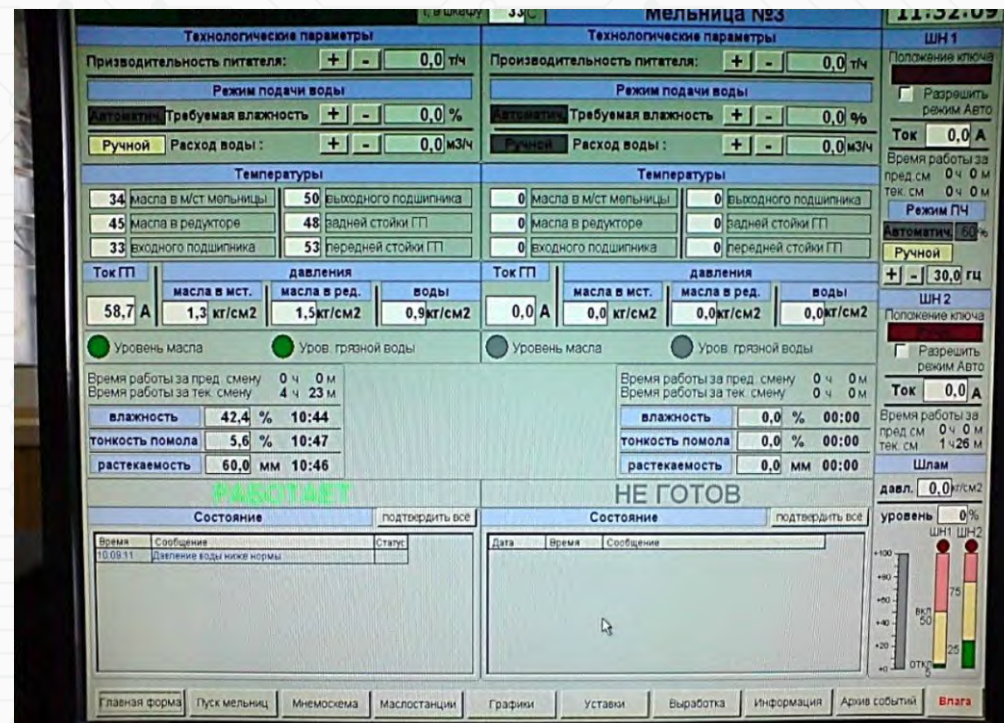 t, в шкафу 33 C Мельница №3 11:52:09
Технологические параметры
Призводительность питателя: + - 0,0 т/ч
Режим подачи воды
Автоматич. Требуемая влажность + - 0,0 %
Ручной Расход воды : + - 0,0 м3/ч
Температуры
34 масла в м/ст мельницы 50 выходного подшипника
45 масла в редукторе 48 задней стойки ГП
33 входного подшипника 53 передней стойки ГП
Ток ГП давления
масла в мст. масла в ред. воды
58,7 А 1,3 кг/см2 1,5 кг/см2 0,9 кг/см2
Уровень масла Уров. грязной воды
Время работы за пред. смену 0 ч 0 м
Время работы за тек. смену 4 ч 23 м
влажность 42,4 % 10:44
тонкость помола 5,6 % 10:47
растекаемость 60,0 мм 10:46
РАБОТАЕТ
Состояние подтвердить все
Время Сообщение Статус
10:09:11 Давление воды ниже нормы
Технологические параметры
Производительность питателя: + - 0,0 т/ч
Режим подачи воды
Автоматич. Требуемая влажность + - 0,0 %
Ручной Расход воды : + - 0,0 м3/ч
Температуры
0 масла в м/ст мельницы 0 выходного подшипника
0 масла в редукторе 0 задней стойки ГП
0 входного подшипника 0 передней стойки ГП
Ток ГП давления
масла в мст. масла в ред. воды
0,0 А 0,0 кг/см2 0,0 кг/см2 0,0 кг/см2
Уровень масла Уров. грязной воды
Время работы за пред. смену 0 ч 0 м
Время работы за тек. смену 0 ч 0 м
влажность 0,0 % 00:00
тонкость помола 0,0 % 00:00
растекаемость 0,0 мм 00:00
НЕ ГОТОВ
Состояние подтвердить все
Дата Время Сообщение
ШН 1
Положение ключа
Разрешить
режим Авто
Ток 0,0 А
Время работы за
пред.см 0 ч 0 м
тек. см 0 ч 0 м
Режим ПЧ
Автоматич. 60%
Ручной
+ - 30,0 гц
ШН 2
Положение ключа
Разрешить
режим Авто
Ток 0,0 А
Время работы за
пред.см 0 ч 0 м
тек. см 1 ч 26 м
Шлам
давл. 0,0 кг/см2
уровень 0 %
ШН1 ШН2
+100
+80
+60 75
+40 вкл 50
+20 25
+0 откл 5
Главная форма Пуск мельниц Мнемосхема Маслостанции Графики Уставки Выработка Информация Архив событий Влага